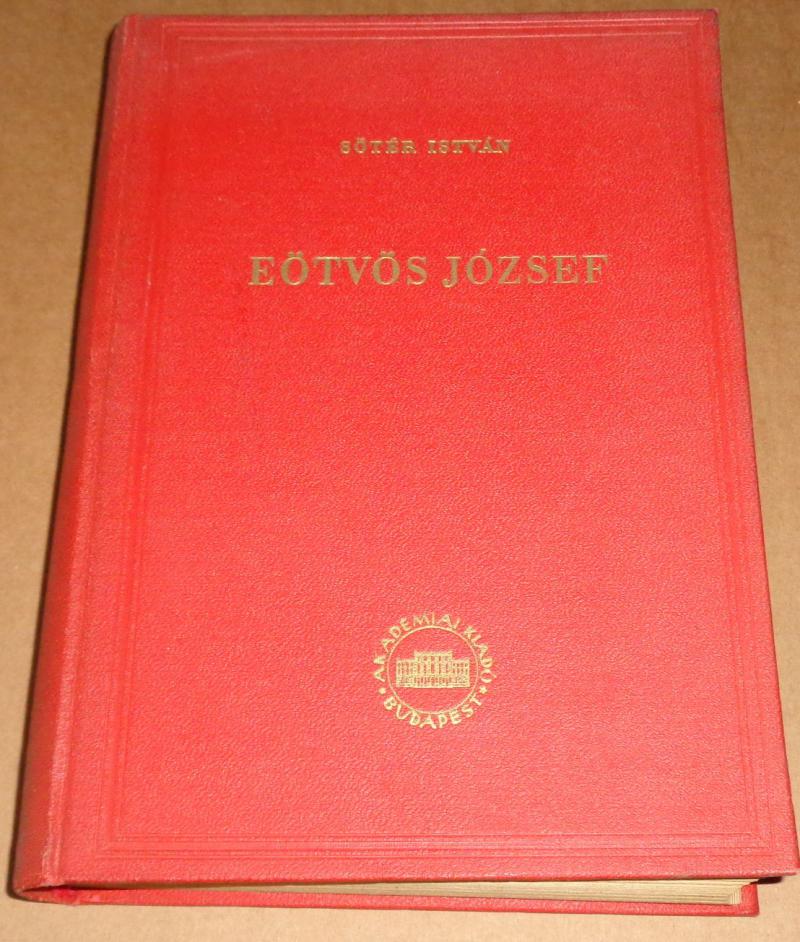 SŐTÉR ISTVÁN
EÖTVÖS JÓZSEF
AKADÉMIAI KIADÓ
* BUDAPEST *